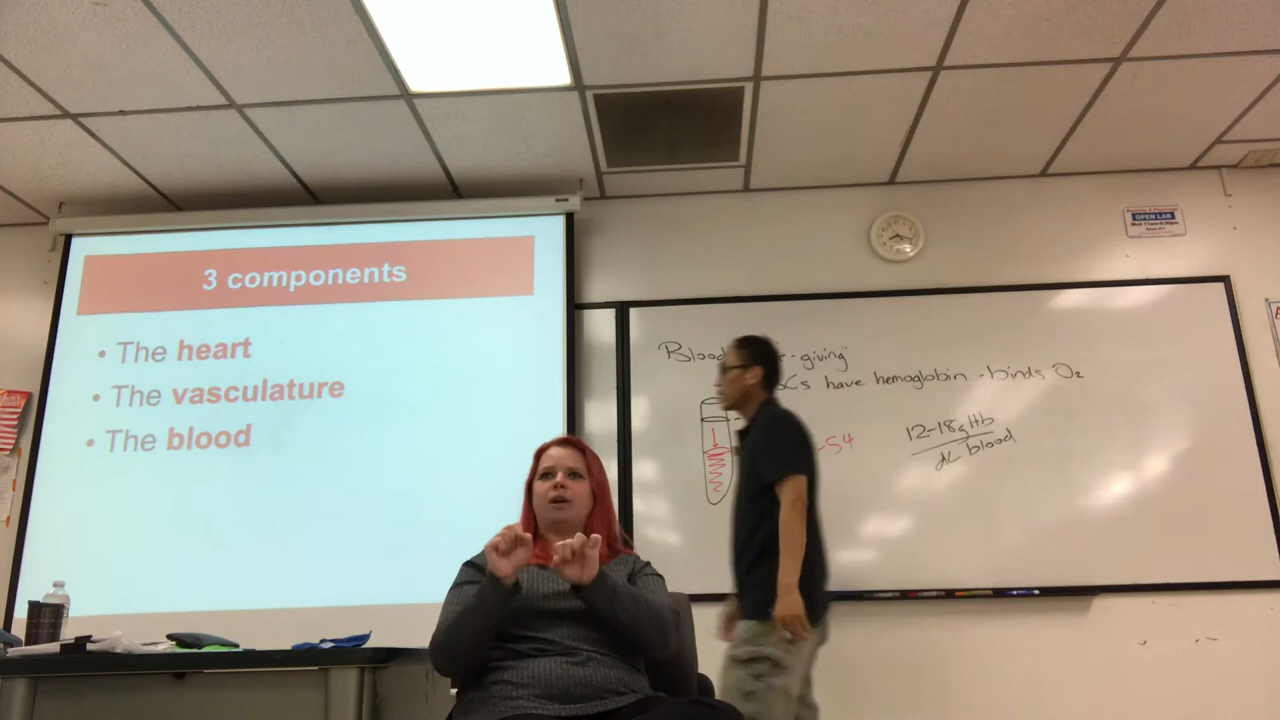 3 components
• The heart
• The vasculature
• The blood
OPEN LAB
Blood -giving"
Cs have hemoglobin - binds O₂
-54
12-18g Hb
dL blood